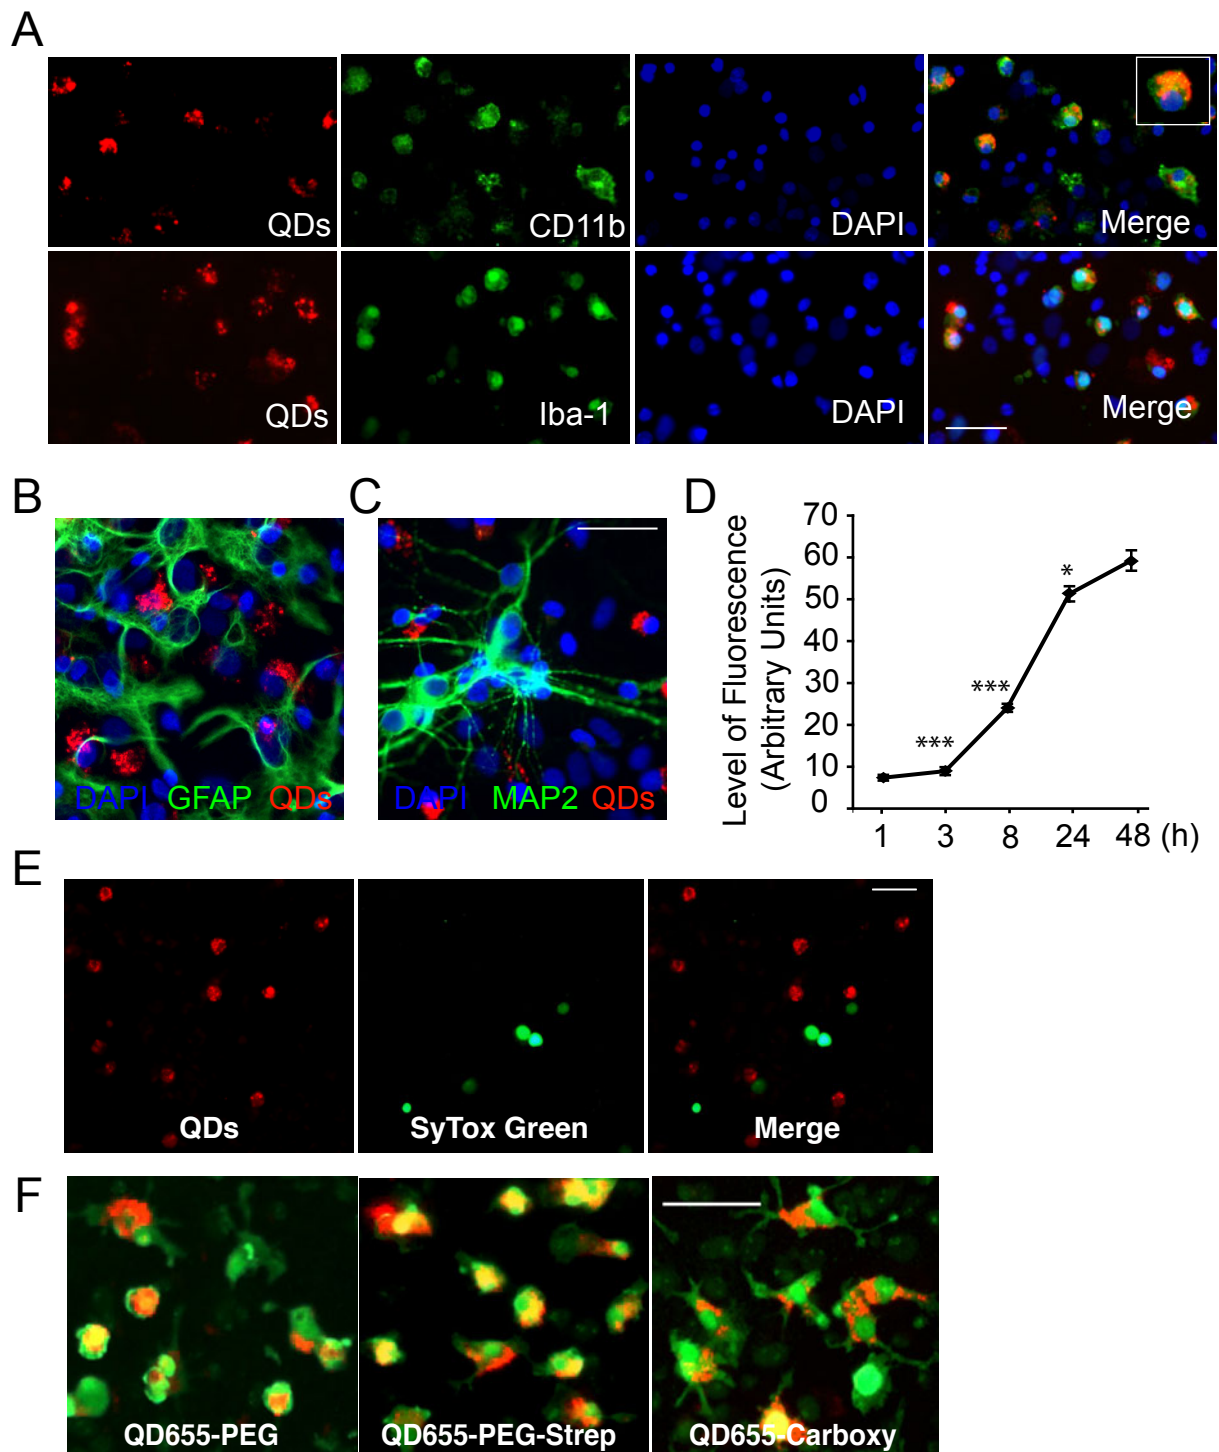 A
QDs CD11b DAPI Merge
QDs Iba-1 DAPI Merge
B
DAPI GFAP QDs
C
DAPI MAP2 QDs
D
Level of Fluorescence
(Arbitrary Units)
70
60
50
40
30
20
10
0
*
***
***
1 3 8 24 48 (h)
E
QDs SyTox Green Merge
F
QD655-PEG QD655-PEG-Strep QD655-Carboxy